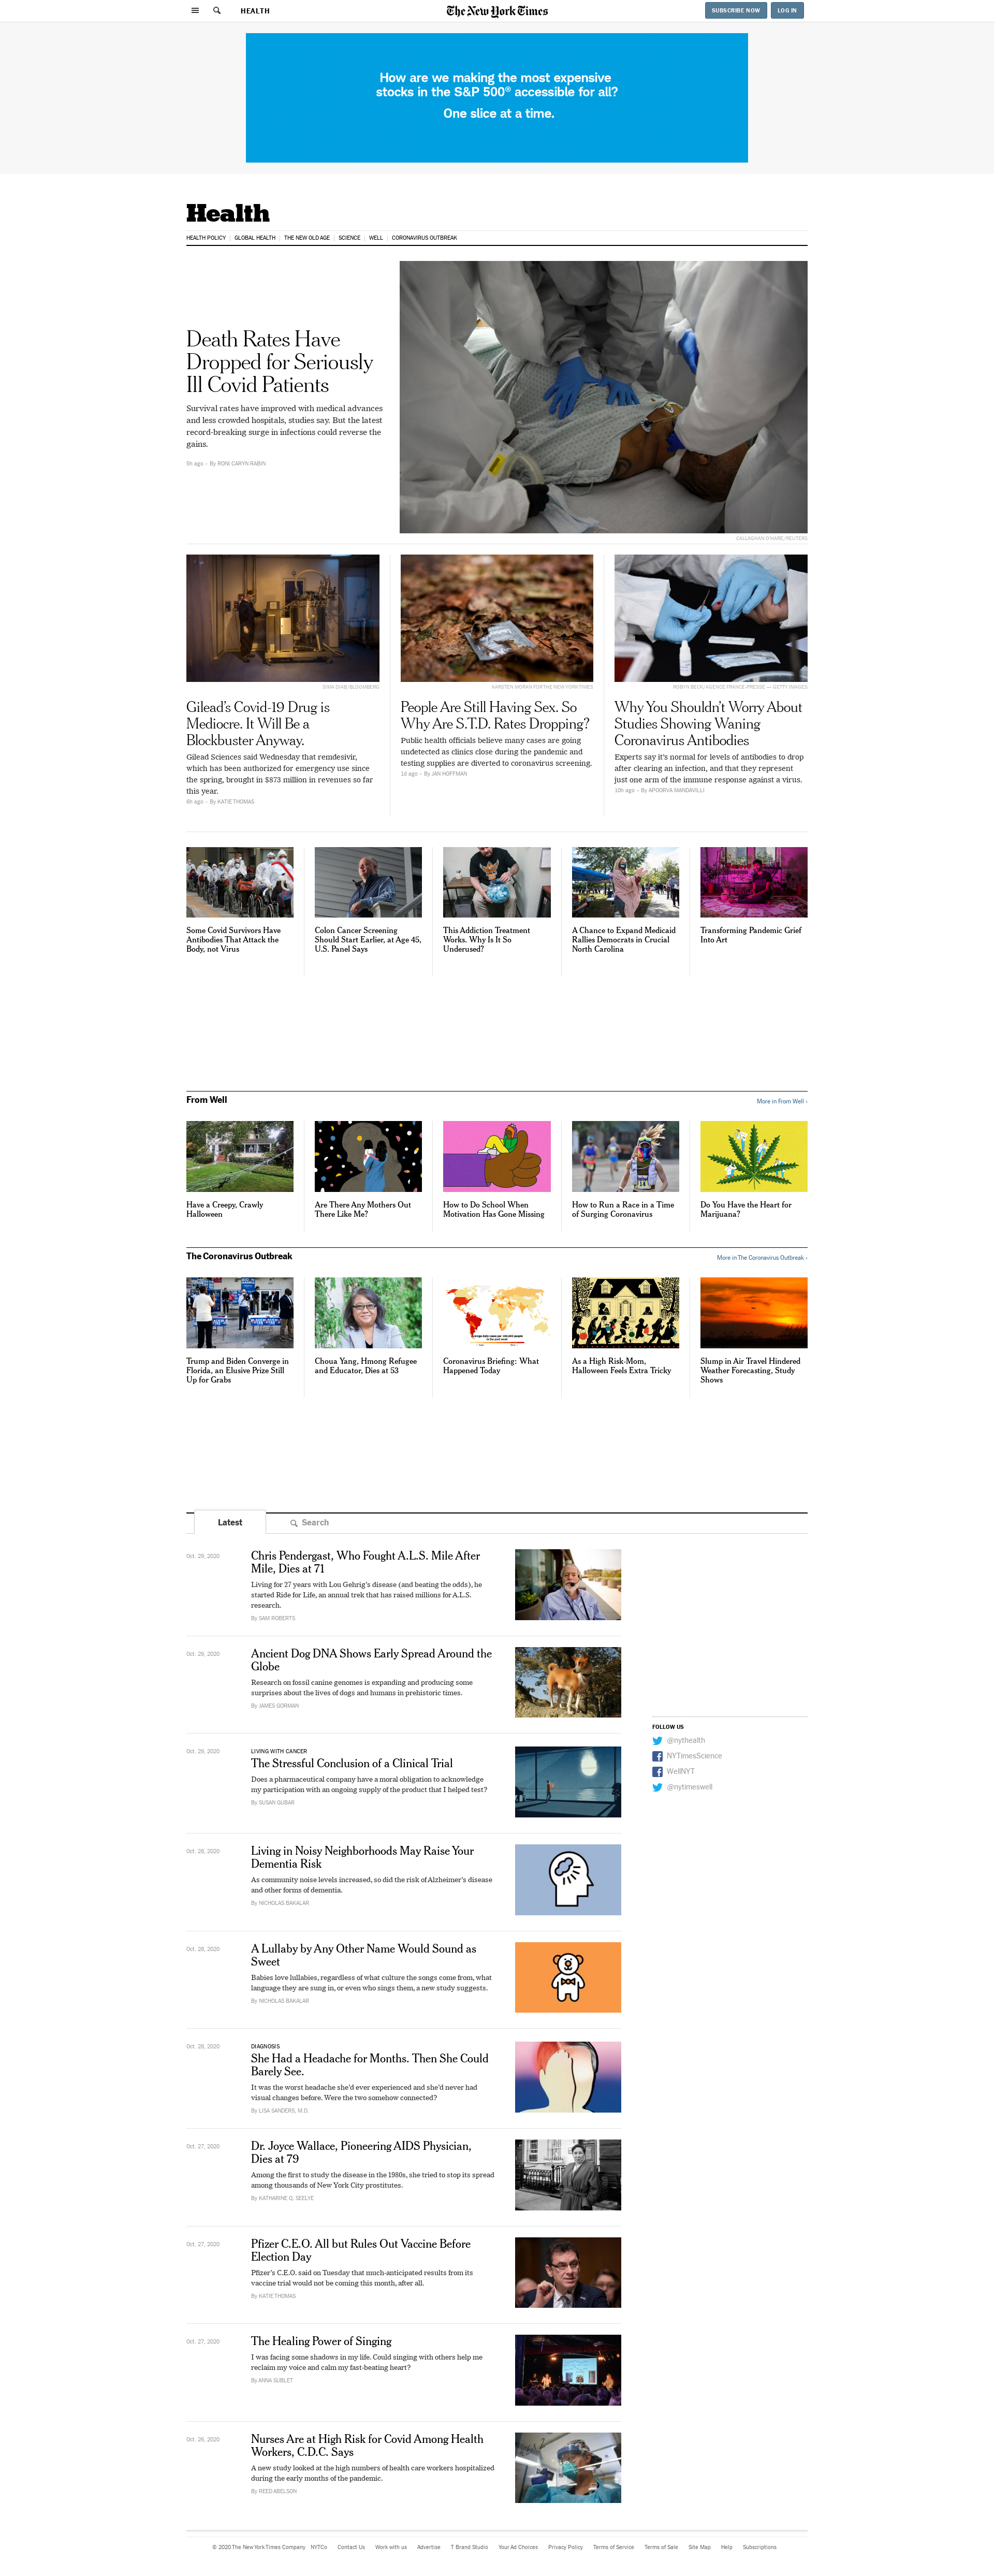 HEALTH
The New York Times
SUBSCRIBE NOW
LOG IN
How are we making the most expensive
stocks in the S&P 500® accessible for all?
One slice at a time.
Health
HEALTH POLICY
GLOBAL HEALTH
THE NEW OLD AGE
SCIENCE
WELL
CORONAVIRUS OUTBREAK
Death Rates Have
Dropped for Seriously
Ill Covid Patients
Survival rates have improved with medical advances
and less crowded hospitals, studies say. But the latest
record-breaking surge in infections could reverse the
gains.
5h ago – By RONI CARYN RABIN
CALLAGHAN O'HARE/REUTERS
SIMA DIAB/BLOOMBERG
Gilead's Covid-19 Drug is
Mediocre. It Will Be a
Blockbuster Anyway.
Gilead Sciences said Wednesday that remdesivir,
which has been authorized for emergency use since
the spring, brought in $873 million in revenues so far
this year.
6h ago – By KATIE THOMAS
KARSTEN MORAN FOR THE NEW YORK TIMES
People Are Still Having Sex. So
Why Are S.T.D. Rates Dropping?
Public health officials believe many cases are going
undetected as clinics close during the pandemic and
testing supplies are diverted to coronavirus screening.
1d ago – By JAN HOFFMAN
ROBYN BECK/AGENCE FRANCE-PRESSE — GETTY IMAGES
Why You Shouldn't Worry About
Studies Showing Waning
Coronavirus Antibodies
Experts say it's normal for levels of antibodies to drop
after clearing an infection, and that they represent
just one arm of the immune response against a virus.
10h ago – By APOORVA MANDAVILLI
Some Covid Survivors Have
Antibodies That Attack the
Body, not Virus
Colon Cancer Screening
Should Start Earlier, at Age 45,
U.S. Panel Says
This Addiction Treatment
Works. Why Is It So
Underused?
A Chance to Expand Medicaid
Rallies Democrats in Crucial
North Carolina
Transforming Pandemic Grief
Into Art
From Well
More in From Well ›
Have a Creepy, Crawly
Halloween
Are There Any Mothers Out
There Like Me?
How to Do School When
Motivation Has Gone Missing
How to Run a Race in a Time
of Surging Coronavirus
Do You Have the Heart for
Marijuana?
The Coronavirus Outbreak
More in The Coronavirus Outbreak ›
Trump and Biden Converge in
Florida, an Elusive Prize Still
Up for Grabs
Choua Yang, Hmong Refugee
and Educator, Dies at 53
Coronavirus Briefing: What
Happened Today
As a High Risk-Mom,
Halloween Feels Extra Tricky
Slump in Air Travel Hindered
Weather Forecasting, Study
Shows
Latest
Search
Oct. 29, 2020
Chris Pendergast, Who Fought A.L.S. Mile After
Mile, Dies at 71
Living for 27 years with Lou Gehrig's disease (and beating the odds), he
started Ride for Life, an annual trek that has raised millions for A.L.S.
research.
By SAM ROBERTS
Oct. 29, 2020
Ancient Dog DNA Shows Early Spread Around the
Globe
Research on fossil canine genomes is expanding and producing some
surprises about the lives of dogs and humans in prehistoric times.
By JAMES GORMAN
FOLLOW US
@nythealth
NYTimesScience
WellNYT
@nytimeswell
Oct. 29, 2020
LIVING WITH CANCER
The Stressful Conclusion of a Clinical Trial
Does a pharmaceutical company have a moral obligation to acknowledge
my participation with an ongoing supply of the product that I helped test?
By SUSAN GUBAR
Oct. 28, 2020
Living in Noisy Neighborhoods May Raise Your
Dementia Risk
As community noise levels increased, so did the risk of Alzheimer's disease
and other forms of dementia.
By NICHOLAS BAKALAR
Oct. 28, 2020
A Lullaby by Any Other Name Would Sound as
Sweet
Babies love lullabies, regardless of what culture the songs come from, what
language they are sung in, or even who sings them, a new study suggests.
By NICHOLAS BAKALAR
Oct. 28, 2020
DIAGNOSIS
She Had a Headache for Months. Then She Could
Barely See.
It was the worst headache she'd ever experienced and she'd never had
visual changes before. Were the two somehow connected?
By LISA SANDERS, M.D.
Oct. 27, 2020
Dr. Joyce Wallace, Pioneering AIDS Physician,
Dies at 79
Among the first to study the disease in the 1980s, she tried to stop its spread
among thousands of New York City prostitutes.
By KATHARINE Q. SEELYE
Oct. 27, 2020
Pfizer C.E.O. All but Rules Out Vaccine Before
Election Day
Pfizer's C.E.O. said on Tuesday that much-anticipated results from its
vaccine trial would not be coming this month, after all.
By KATIE THOMAS
Oct. 27, 2020
The Healing Power of Singing
I was facing some shadows in my life. Could singing with others help me
reclaim my voice and calm my fast-beating heart?
By ANNA SUBLET
Oct. 26, 2020
Nurses Are at High Risk for Covid Among Health
Workers, C.D.C. Says
A new study looked at the high numbers of health care workers hospitalized
during the early months of the pandemic.
By REED ABELSON
© 2020 The New York Times Company
NYTCo
Contact Us
Work with us
Advertise
T Brand Studio
Your Ad Choices
Privacy Policy
Terms of Service
Terms of Sale
Site Map
Help
Subscriptions